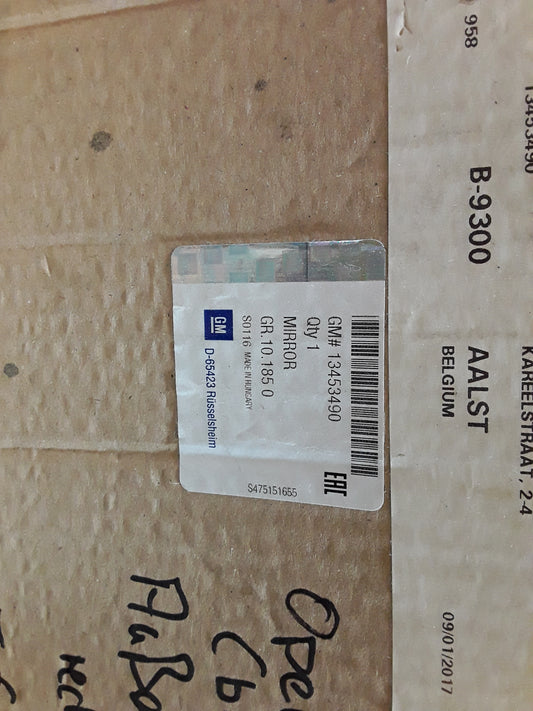 13453490
KAREELSTRAAT, 2-4
958
B-9300 AALST
BELGIUM
09/01/2017
GM# 13453490
EAC
Qty 1
MIRROR
GR.10.185 0
S0116 MADE IN HUNGARY
S475151655
GM
D-65423 Rüsselsheim